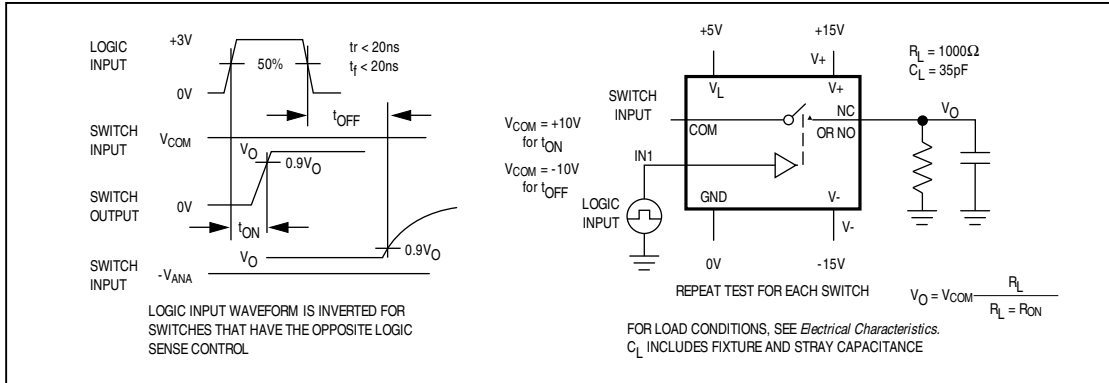 LOGIC
INPUT
+3V
0V
50%
tr < 20ns
tf < 20ns
tOFF
SWITCH
INPUT
VCOM
VO
0.9VO
SWITCH
OUTPUT
0V
tON
VO
0.9VO
SWITCH
INPUT
-VANA
LOGIC INPUT WAVEFORM IS INVERTED FOR
SWITCHES THAT HAVE THE OPPOSITE LOGIC
SENSE CONTROL
+5V
+15V
V+
VL
V+
RL = 1000Ω
CL = 35pF
SWITCH
INPUT
COM
NC
OR NO
VO
VCOM = +10V
for tON
VCOM = -10V
for tOFF
IN1
LOGIC
INPUT
GND
V-
V-
0V
-15V
REPEAT TEST FOR EACH SWITCH
VO = VCOM RL
RL = RON
FOR LOAD CONDITIONS, SEE Electrical Characteristics.
CL INCLUDES FIXTURE AND STRAY CAPACITANCE